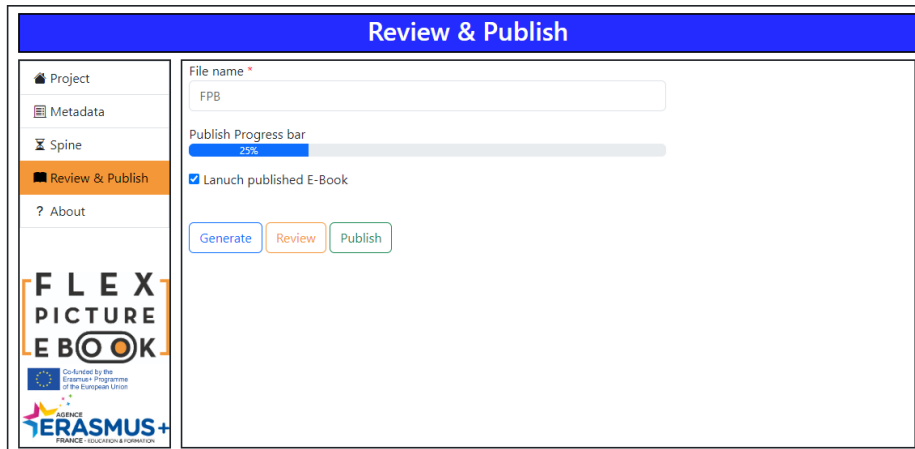 Review & Publish
Project
Metadata
Spine
Review & Publish
? About
FLEX
PICTURE
EBOOK
Co-funded by the
Erasmus+ Programme
of the European Union
AGENCE
ERASMUS+
FRANCE - EDUCATION & FORMATION
File name *
FPB
Publish Progress bar
25%
Lanuch published E-Book
Generate Review Publish